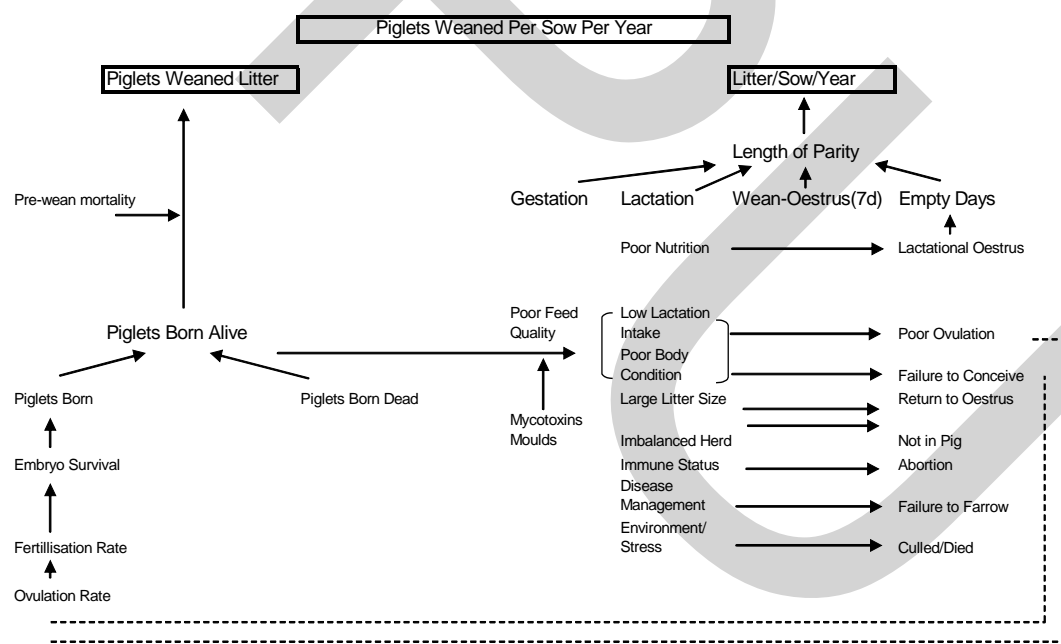 Piglets Weaned Per Sow Per Year
Piglets Weaned Litter
Litter/Sow/Year
Length of Parity
Gestation
Lactation
Wean-Oestrus(7d)
Empty Days
Pre-wean mortality
Poor Nutrition
Lactational Oestrus
Piglets Born Alive
Poor Feed
Quality
Low Lactation
Intake
Poor Body
Condition
Poor Ovulation
Failure to Conceive
Piglets Born
Piglets Born Dead
Mycotoxins
Moulds
Large Litter Size
Return to Oestrus
Imbalanced Herd
Not in Pig
Embryo Survival
Immune Status
Abortion
Disease
Management
Failure to Farrow
Environment/
Stress
Culled/Died
Fertillisation Rate
Ovulation Rate